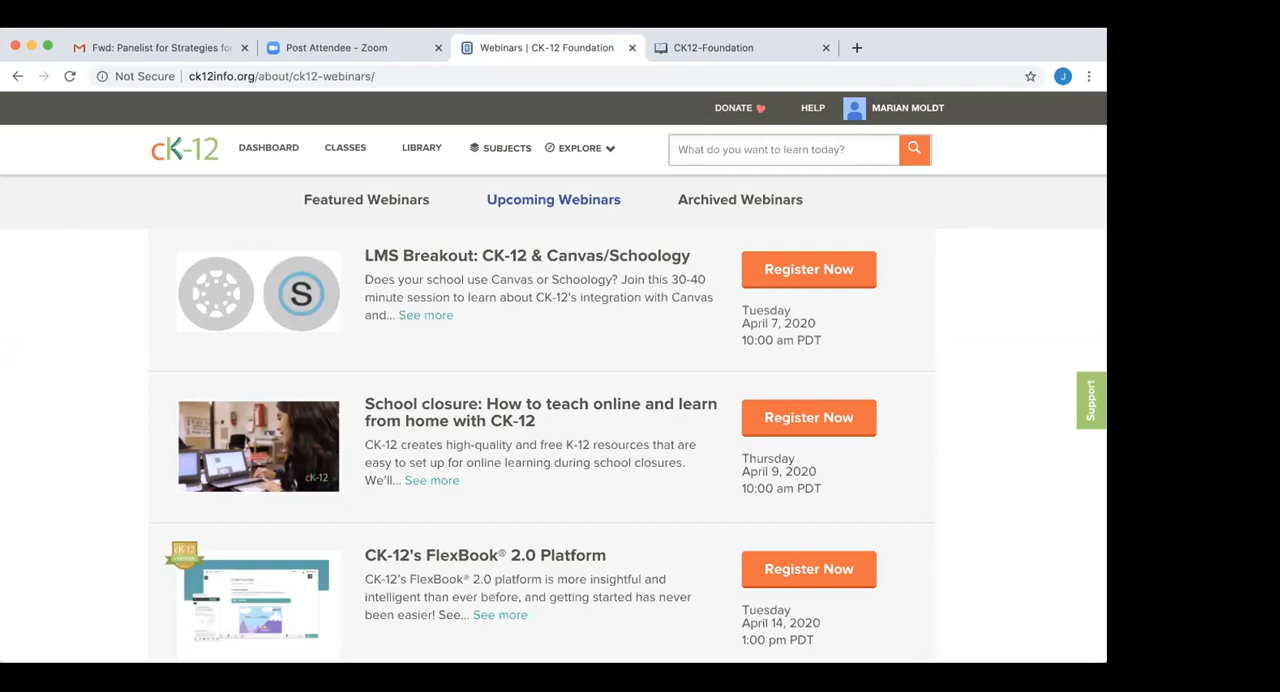 Fwd: Panelist for Strategies for
Post Attendee - Zoom
Webinars | CK-12 Foundation
CK12-Foundation
Not Secure | ck12info.org/about/ck12-webinars/
J
DONATE
HELP
MARIAN MOLDT
cK-12
DASHBOARD
CLASSES
LIBRARY
SUBJECTS
EXPLORE
What do you want to learn today?
Featured Webinars
Upcoming Webinars
Archived Webinars
S
LMS Breakout: CK-12 & Canvas/Schoology
Does your school use Canvas or Schoology? Join this 30-40
minute session to learn about CK-12's integration with Canvas
and... See more
Register Now
Tuesday
April 7, 2020
10:00 am PDT
Support
cK-12
School closure: How to teach online and learn
from home with CK-12
CK-12 creates high-quality and free K-12 resources that are
easy to set up for online learning during school closures.
We'll... See more
Register Now
Thursday
April 9, 2020
10:00 am PDT
cK-12
CK-12's FlexBook® 2.0 Platform
CK-12's FlexBook® 2.0 platform is more insightful and
intelligent than ever before, and getting started has never
been easier! See... See more
Register Now
Tuesday
April 14, 2020
1:00 pm PDT